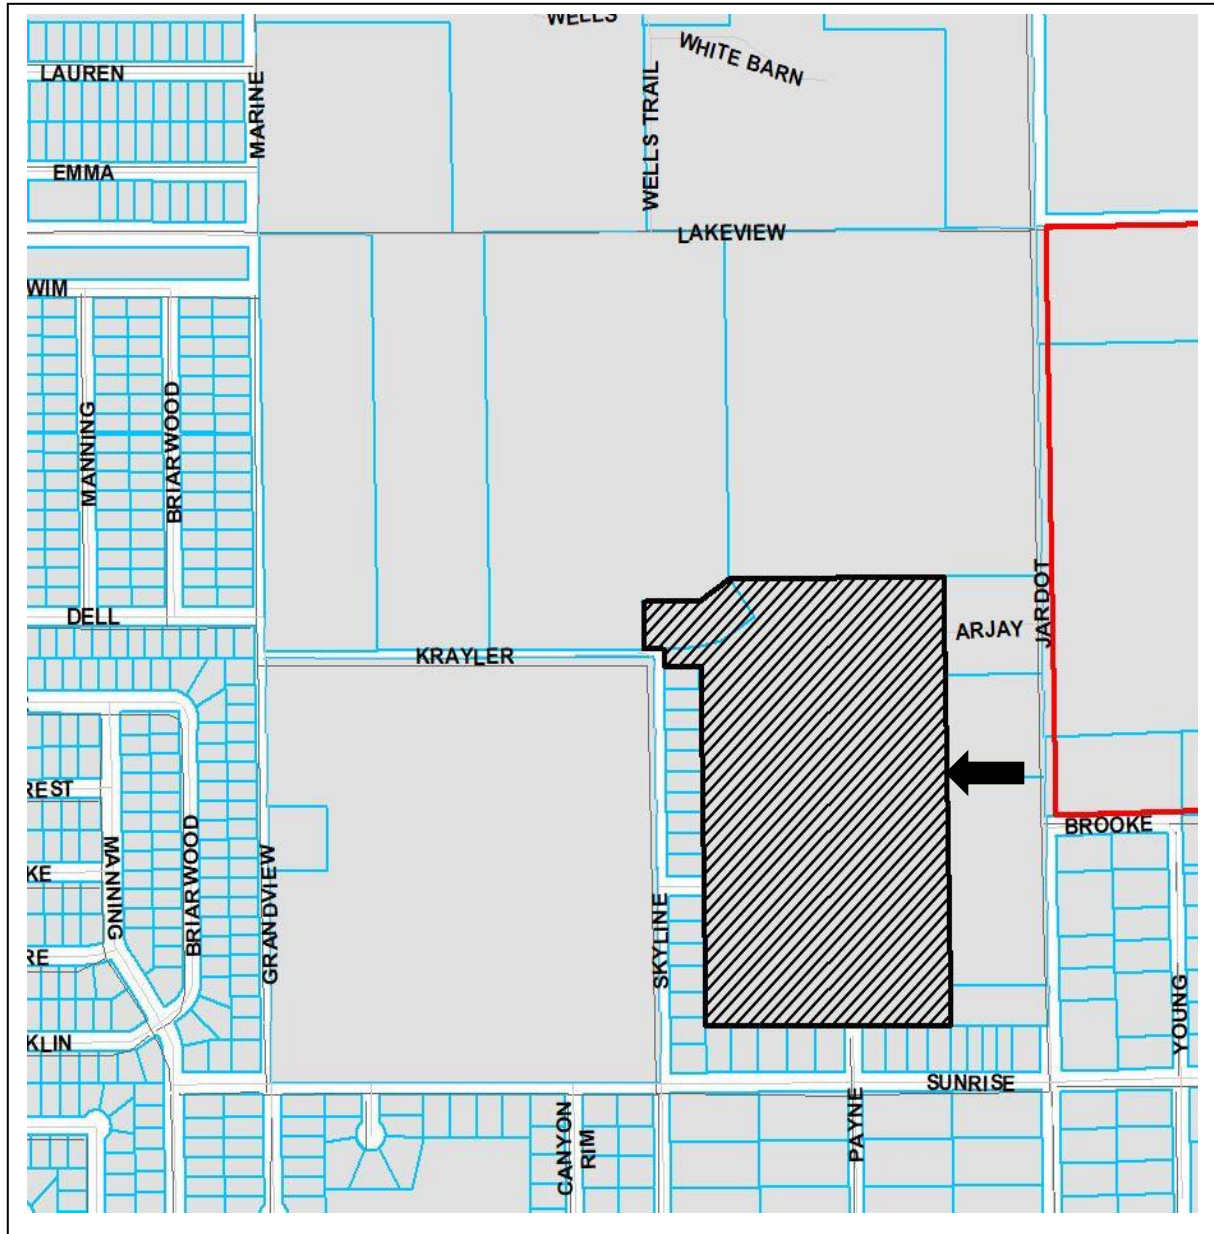 WELLS
WHITE BARN
LAUREN
MARINE
WELLS TRAIL
EMMA
LAKEVIEW
WIM
MANNING
BRIARWOOD
DELL
ARJAY
JARDOT
KRAYLER
REST
BROOKE
KE
MANNING
BRIARWOOD
GRANDVIEW
SKYLINE
RE
YOUNG
KLIN
SUNRISE
PAYNE
CANYON
RIM